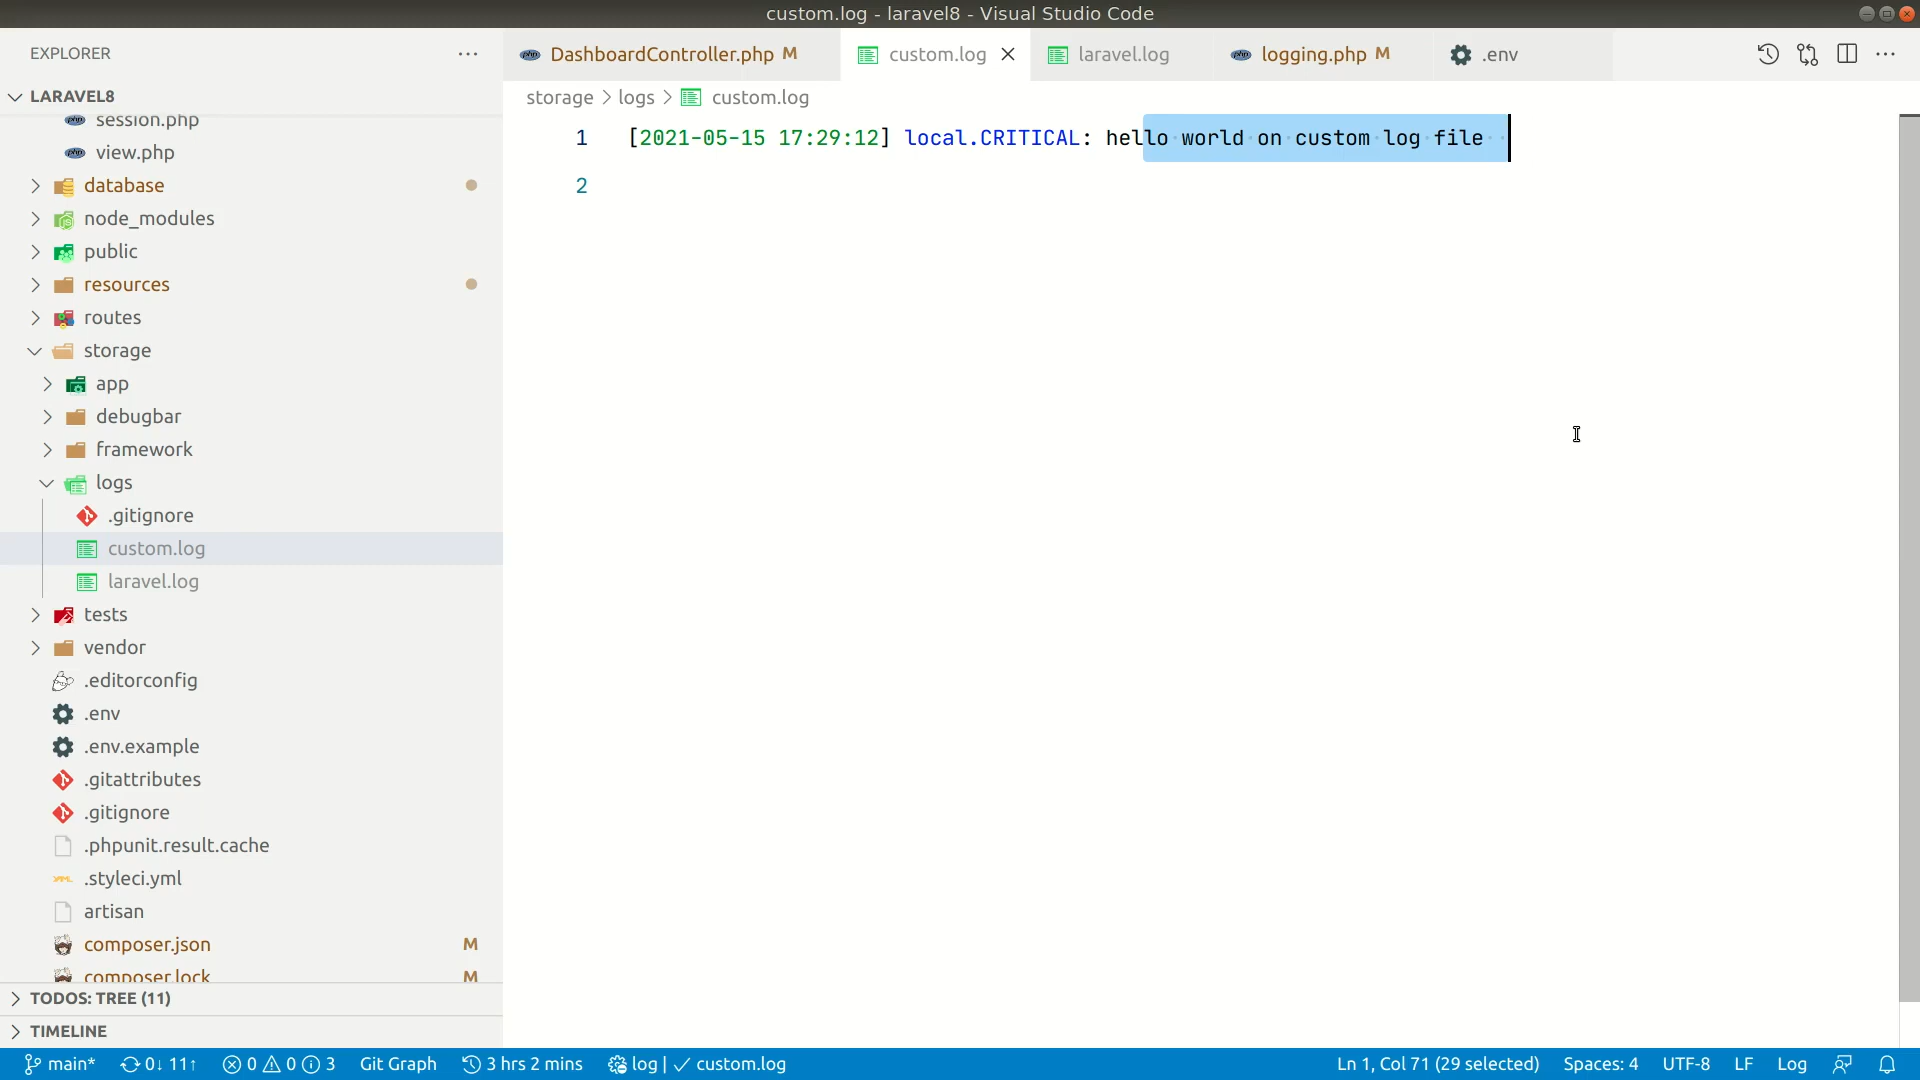 custom.log - laravel8 - Visual Studio Code
EXPLORER
DashboardController.php M
custom.log
laravel.log
logging.php M
.env
LARAVEL8
storage > logs > custom.log
session.php
view.php
database
node_modules
public
resources
routes
storage
app
debugbar
framework
logs
.gitignore
custom.log
laravel.log
tests
vendor
.editorconfig
.env
.env.example
.gitattributes
.gitignore
.phpunit.result.cache
.styleci.yml
artisan
composer.json M
composer.lock M
TODOS: TREE (11)
TIMELINE
1 [2021-05-15 17:29:12] local.CRITICAL: hello world on custom log file
2
main* 0↓ 11↑ 0 0 3 Git Graph 3 hrs 2 mins log | ✓ custom.log Ln 1, Col 71 (29 selected) Spaces: 4 UTF-8 LF Log